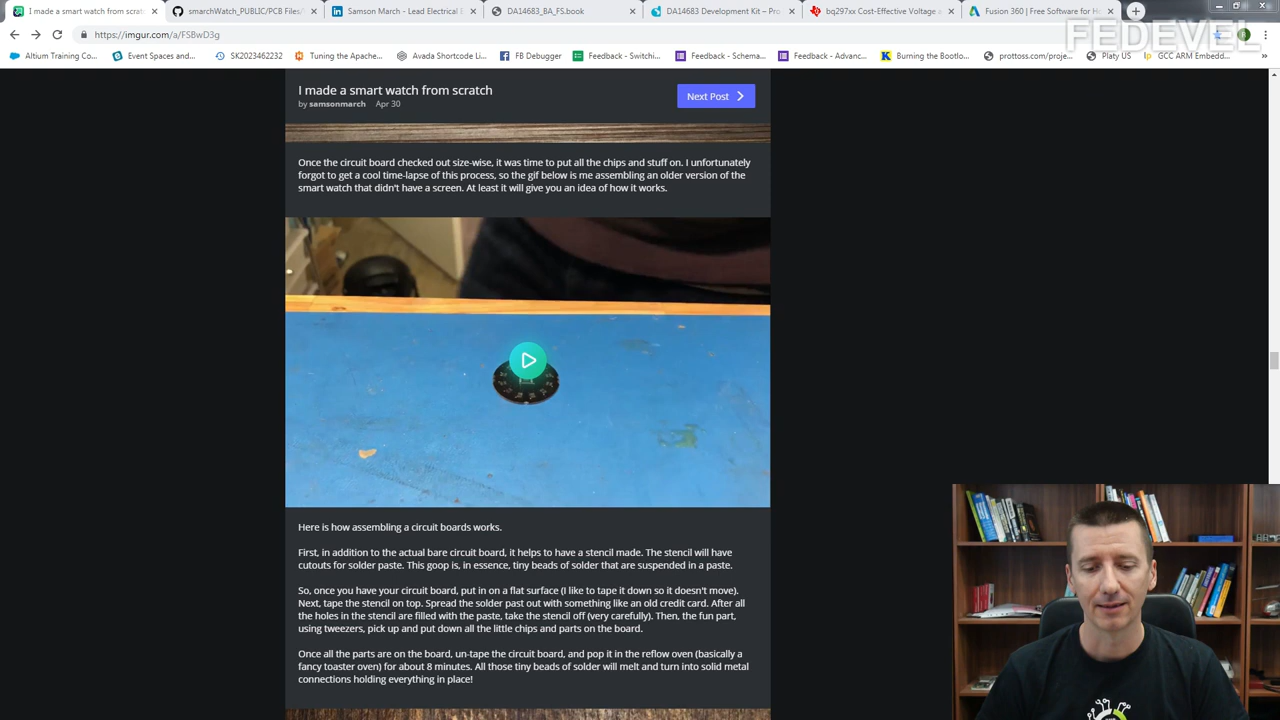 I made a smart watch from scratc
smarchWatch_PUBLIC/PCB Files/
Samson March - Lead Electrical E
DA14683_BA_FS.book
DA14683 Development Kit – Pro
bq297xx Cost-Effective Voltage a
Fusion 360 | Free Software for H
https://imgur.com/a/FSBwD3g
FEDEVEL
Altium Training Co...
Event Spaces and...
SK2023462232
Tuning the Apache...
Avada Shortcode Li...
FB Debugger
Feedback - Switchi...
Feedback - Schema...
Feedback - Advanc...
Burning the Bootlo...
prottoss.com/proje...
Platy US
GCC ARM Embedd...
I made a smart watch from scratch
by samsonmarch Apr 30
Next Post
Once the circuit board checked out size-wise, it was time to put all the chips and stuff on. I unfortunately
forgot to get a cool time-lapse of this process, so the gif below is me assembling an older version of the
smart watch that didn't have a screen. At least it will give you an idea of how it works.
Here is how assembling a circuit boards works.
First, in addition to the actual bare circuit board, it helps to have a stencil made. The stencil will have
cutouts for solder paste. This goop is, in essence, tiny beads of solder that are suspended in a paste.
So, once you have your circuit board, put in on a flat surface (I like to tape it down so it doesn't move).
Next, tape the stencil on top. Spread the solder past out with something like an old credit card. After all
the holes in the stencil are filled with the paste, take the stencil off (very carefully). Then, the fun part,
using tweezers, pick up and put down all the little chips and parts on the board.
Once all the parts are on the board, un-tape the circuit board, and pop it in the reflow oven (basically a
fancy toaster oven) for about 8 minutes. All those tiny beads of solder will melt and turn into solid metal
connections holding everything in place!